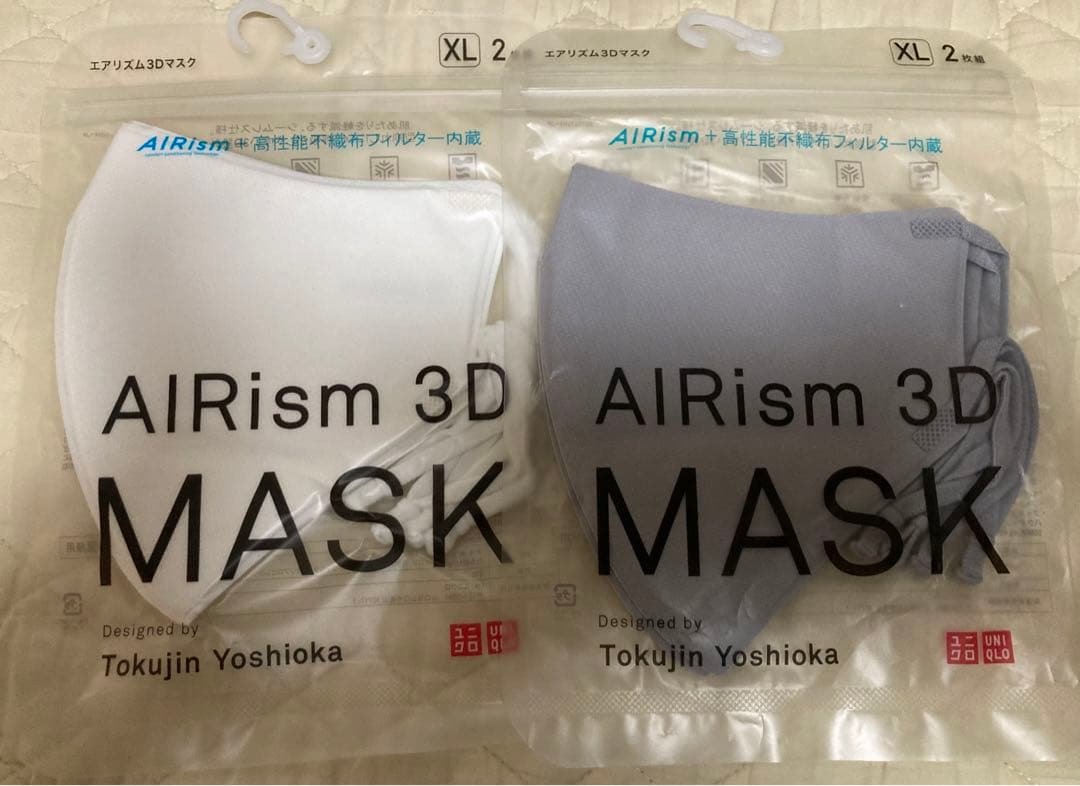 エアリズム3Dマスク
XL 2
AIRism+高性能不織布フィルター内蔵
AIRism 3D
MASK
Designed by
Tokujin Yoshioka
ユニクロ
エアリズム3Dマスク
XL 2枚組
AIRism+高性能不織布フィルター内蔵
AIRism 3D
MASK
Designed by
Tokujin Yoshioka
ユニクロ UNIQLO